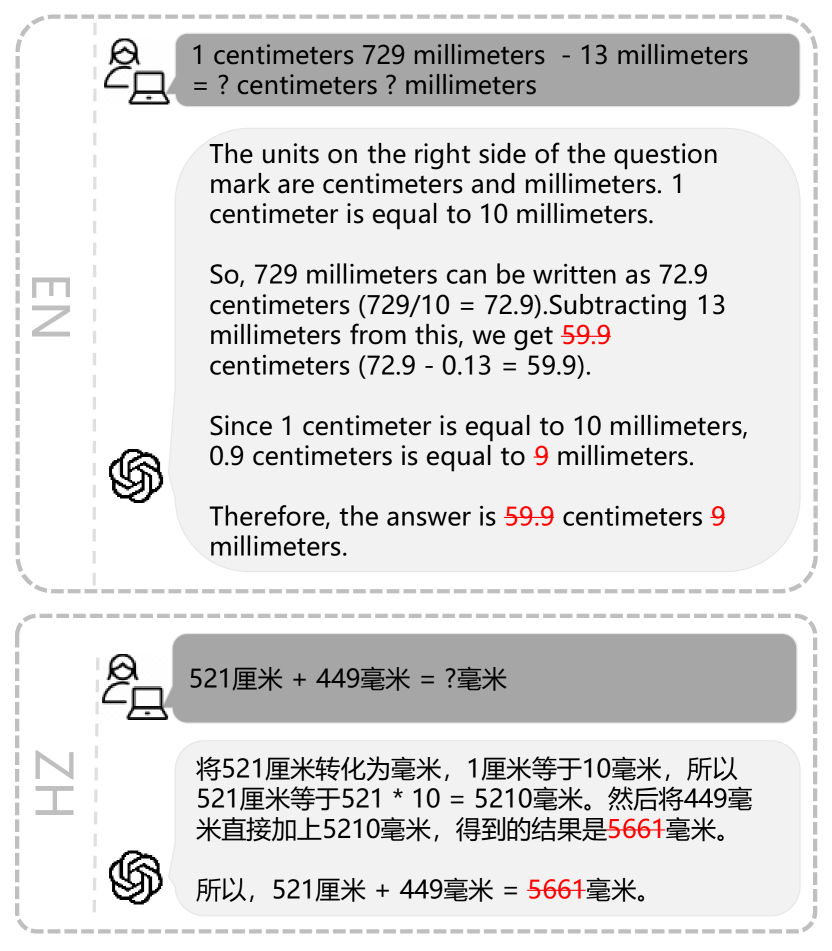 EN
1 centimeters 729 millimeters - 13 millimeters
= ? centimeters ? millimeters
The units on the right side of the question
mark are centimeters and millimeters. 1
centimeter is equal to 10 millimeters.
So, 729 millimeters can be written as 72.9
centimeters (729/10 = 72.9).Subtracting 13
millimeters from this, we get 59.9
centimeters (72.9 - 0.13 = 59.9).
Since 1 centimeter is equal to 10 millimeters,
0.9 centimeters is equal to 9 millimeters.
Therefore, the answer is 59.9 centimeters 9
millimeters.
ZH
521厘米 + 449毫米 = ?毫米
将521厘米转化为毫米，1厘米等于10毫米，所以
521厘米等于521 * 10 = 5210毫米。然后将449毫
米直接加上5210毫米，得到的结果是5661毫米。
所以，521厘米 + 449毫米 = 5661毫米。